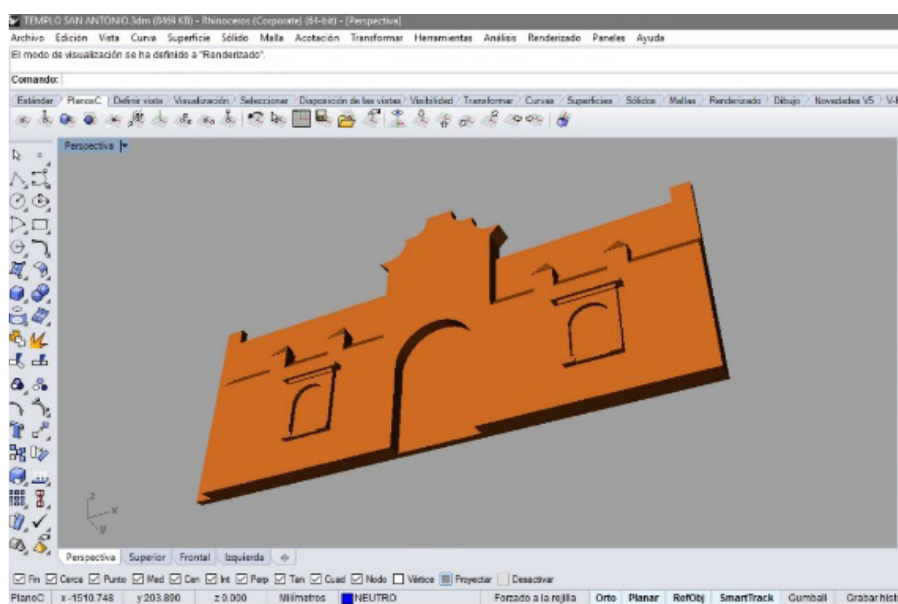 TEMPLO SAN ANTONIO.3dm (8469 KB) - Rhinoceros (Corporate) (64-bit) - [Perspectiva]
Archivo Edición Vista Curva Superficie Sólido Malla Acotación Transformar Herramientas Análisis Renderizado Paneles Ayuda
El modo de visualización se ha definido a "Renderizado".
Comando:
Estándar PlanosC Definir vista Visualización Seleccionar Disposición de las vistas Visibilidad Transformar Curvas Superficies Sólidos Mallas Renderizado Dibujo Novedades V5
Perspectiva
z
x
y
Perspectiva Superior Frontal Izquierda
Fin Cerca Punto Med Cen Int Perp Tan Cuad Nodo Vértice Proyectar Desactivar
PlanoC x -1510.748 y 203.890 z 0.000 Milímetros NEUTRO Forzado a la rejilla Orto Planar RefObj SmartTrack Gumball Grabar hist